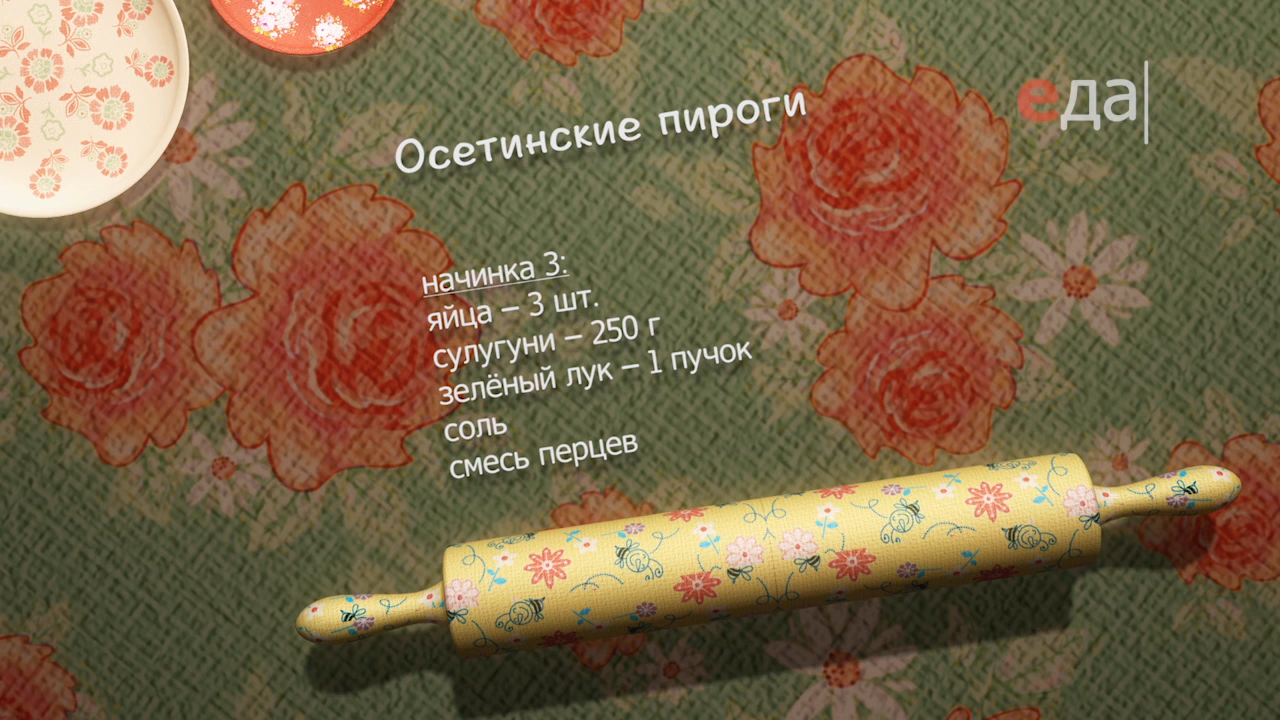 еда
Осетинские пироги
начинка 3:
яйца – 3 шт.
сулугуни – 250 г
зелёный лук – 1 пучок
соль
смесь перцев